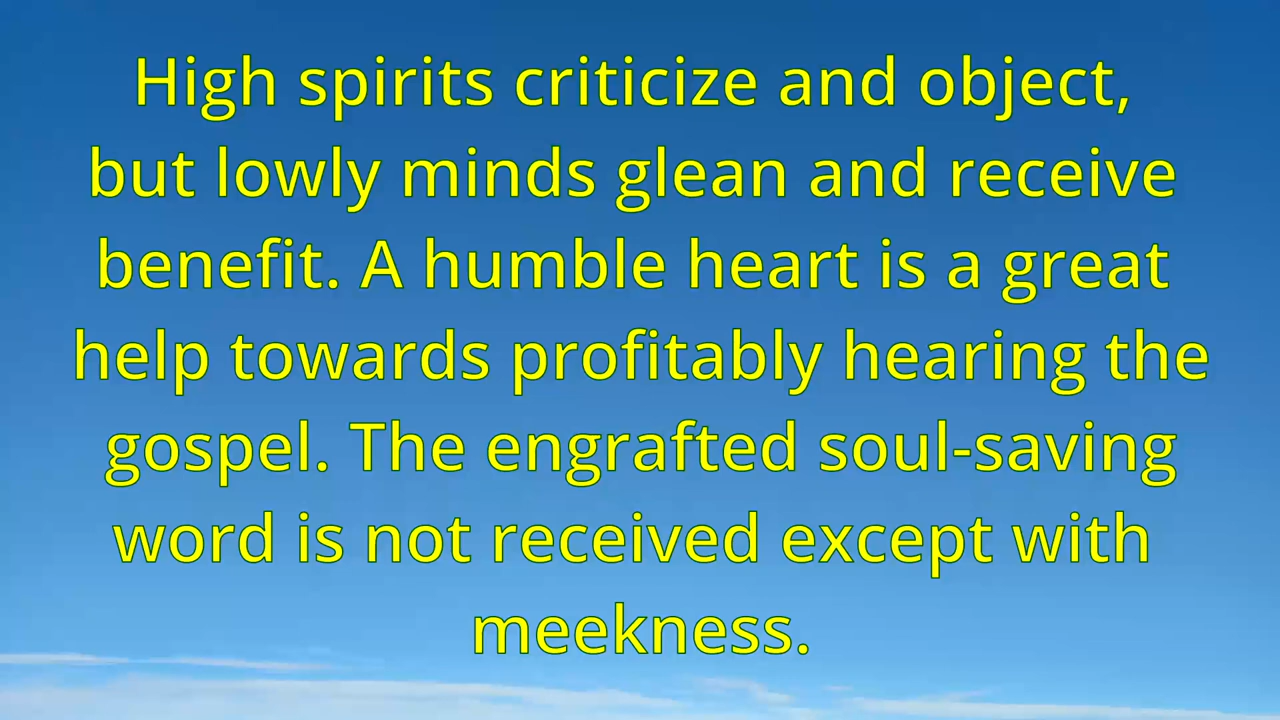 High spirits criticize and object,
but lowly minds glean and receive
benefit. A humble heart is a great
help towards profitably hearing the
gospel. The engrafted soul-saving
word is not received except with
meekness.